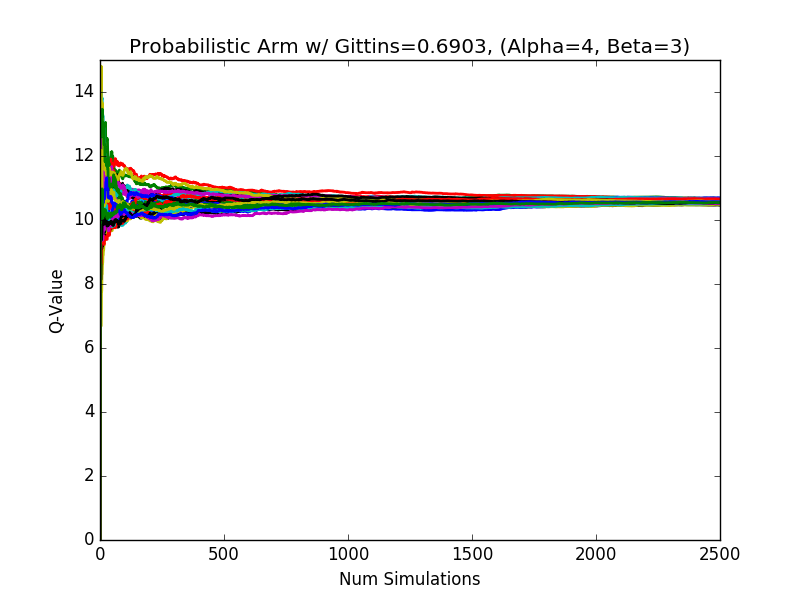 Probabilistic Arm w/ Gittins=0.6903, (Alpha=4, Beta=3)
14
12
10
8
6
4
2
0
Q-Value
0 500 1000 1500 2000 2500
Num Simulations